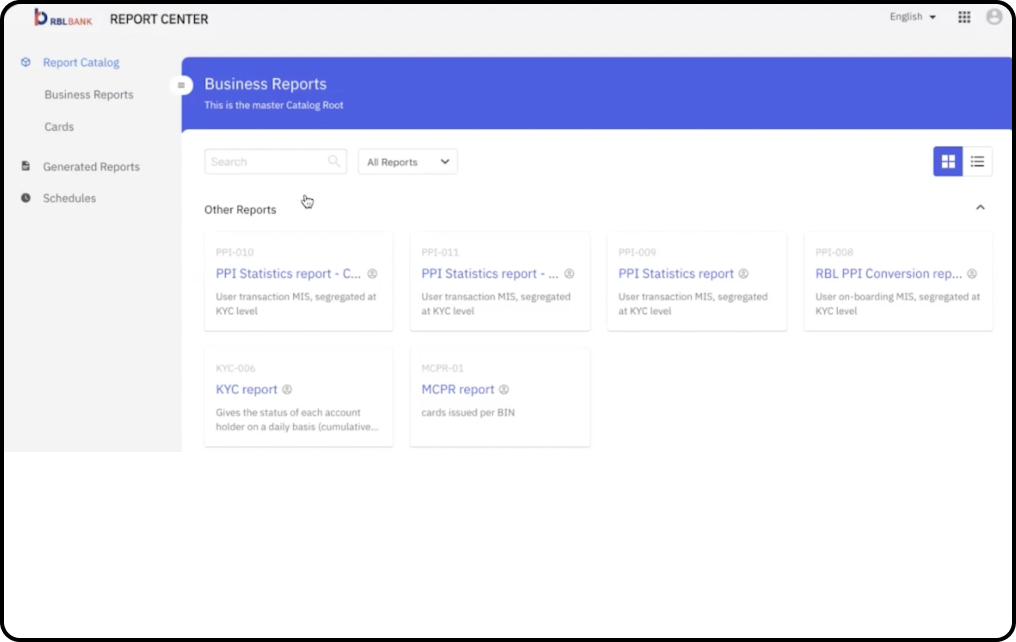 RBLBANK REPORT CENTER
English
Report Catalog
Business Reports
Cards
Generated Reports
Schedules
Business Reports
This is the master Catalog Root
Search
All Reports
Other Reports
PPI-010
PPI Statistics report - C...
User transaction MIS, segregated at
KYC level
PPI-011
PPI Statistics report - ...
User transaction MIS, segregated
at KYC level
PPI-009
PPI Statistics report
User transaction MIS, segregated
at KYC level
PPI-008
RBL PPI Conversion rep...
User on-boarding MIS, segregated at
KYC level
KYC-006
KYC report
Gives the status of each account
holder on a daily basis (cumulative...
MCPR-01
MCPR report
cards issued per BIN